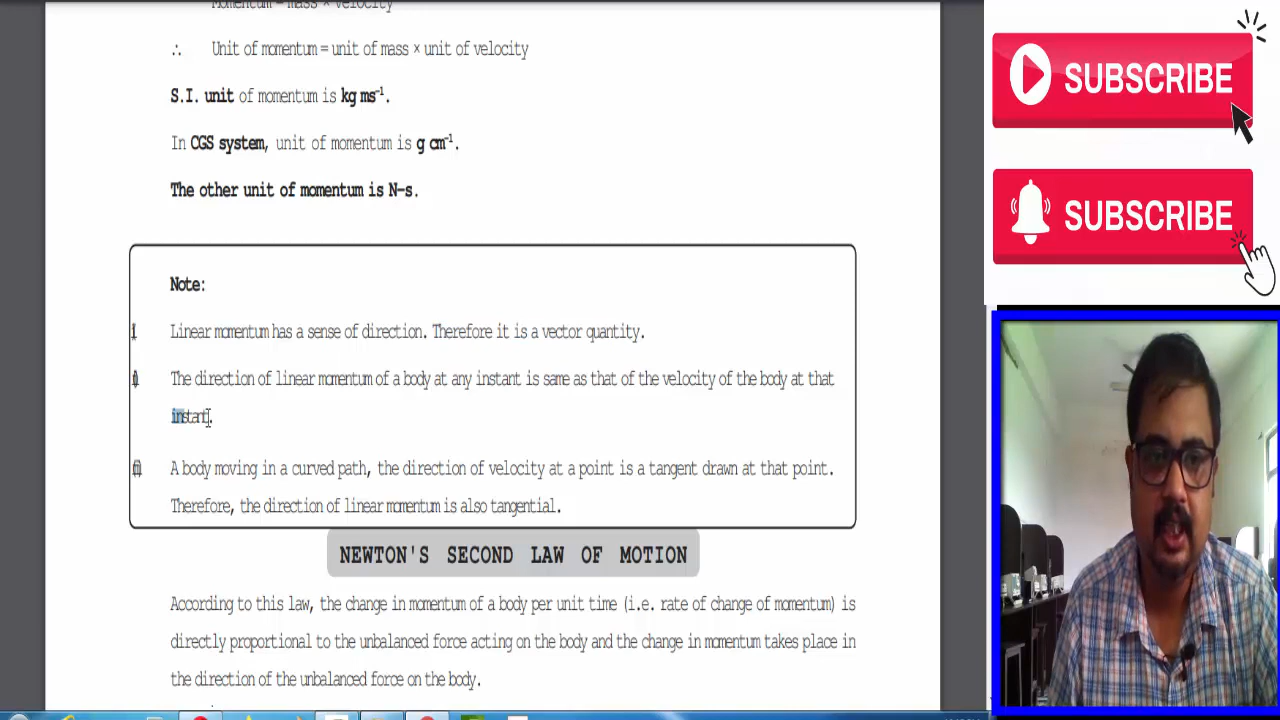 Momentum = mass × velocity
∴ Unit of momentum = unit of mass × unit of velocity
S.I. unit of momentum is kg ms⁻¹.
In CGS system, unit of momentum is g cm⁻¹.
The other unit of momentum is N-s.
Note:
Linear momentum has a sense of direction. Therefore it is a vector quantity.
The direction of linear momentum of a body at any instant is same as that of the velocity of the body at that
instant.
A body moving in a curved path, the direction of velocity at a point is a tangent drawn at that point.
Therefore, the direction of linear momentum is also tangential.
NEWTON'S SECOND LAW OF MOTION
According to this law, the change in momentum of a body per unit time (i.e. rate of change of momentum) is
directly proportional to the unbalanced force acting on the body and the change in momentum takes place in
the direction of the unbalanced force on the body.
SUBSCRIBE
SUBSCRIBE